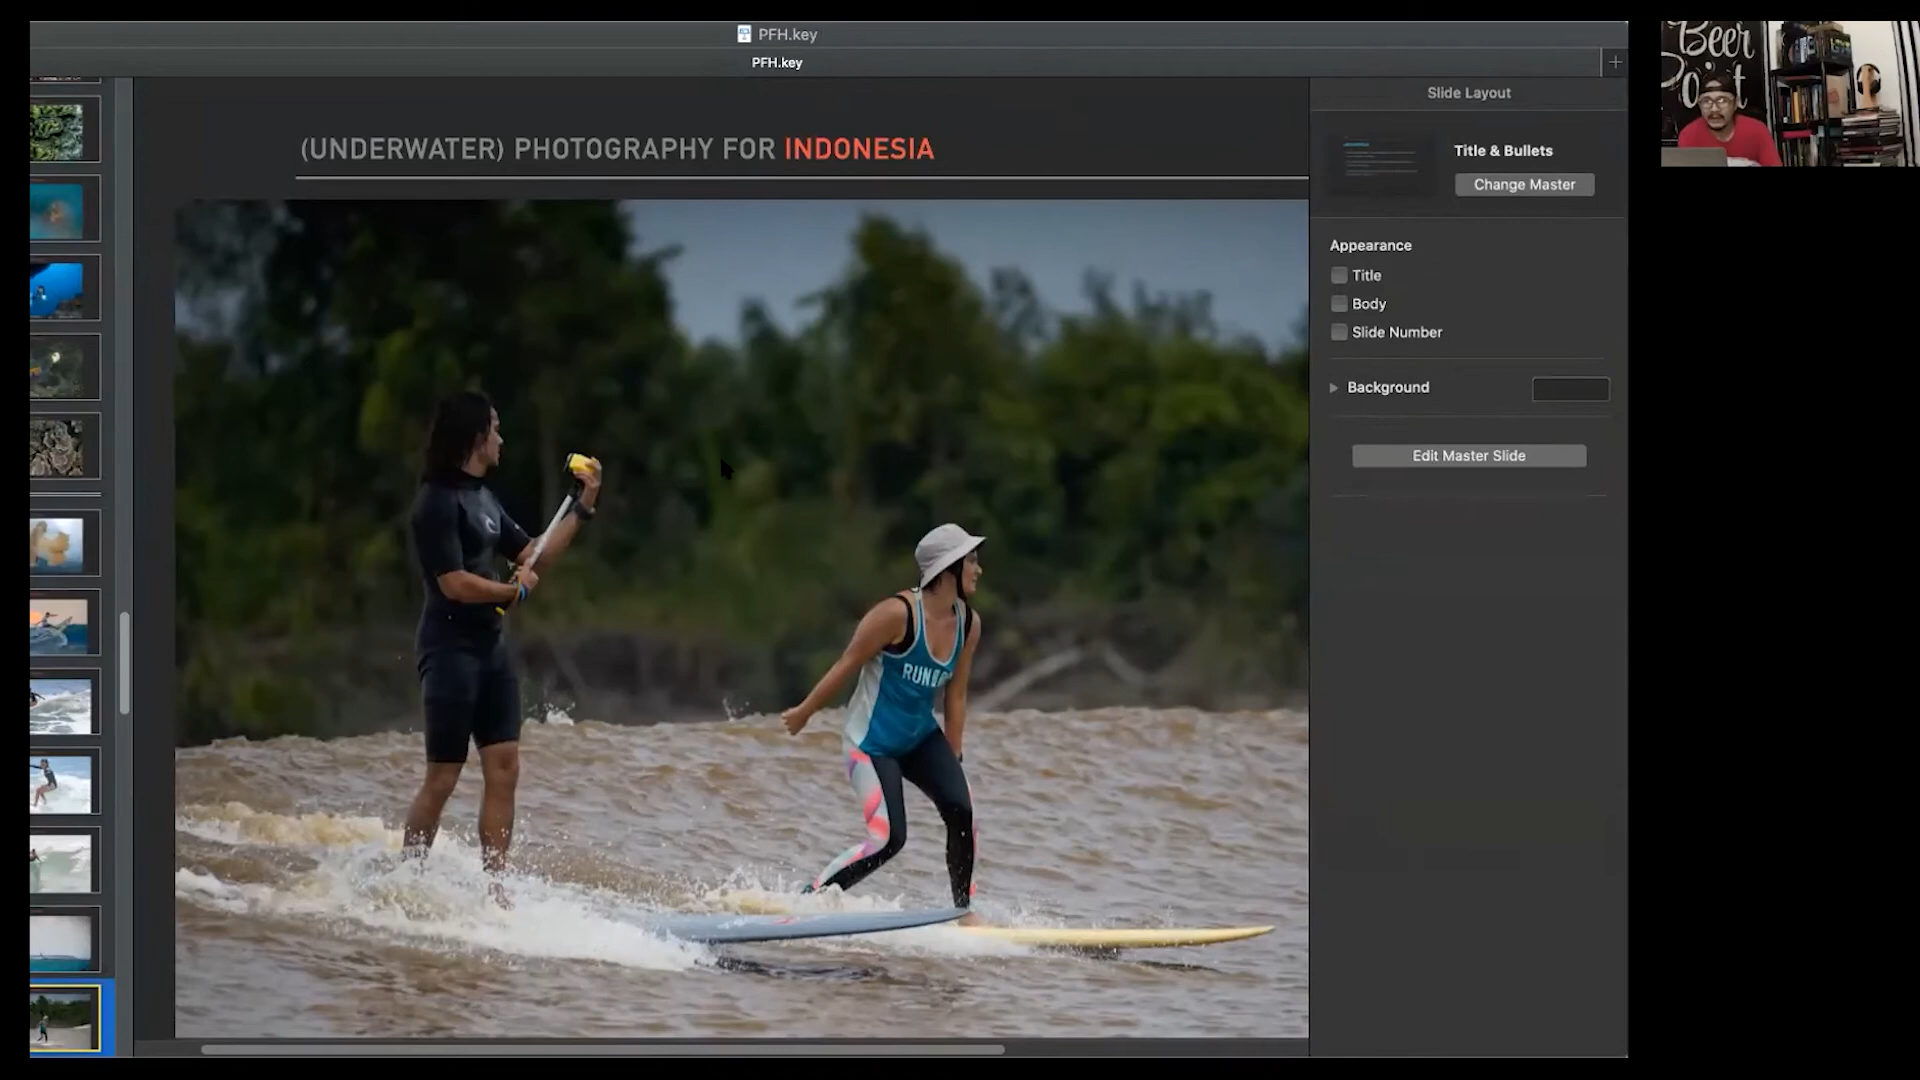 PFH.key
PFH.key
(UNDERWATER) PHOTOGRAPHY FOR INDONESIA
Slide Layout
Title & Bullets
Change Master
Appearance
Title
Body
Slide Number
Background
Edit Master Slide
Beer
Point